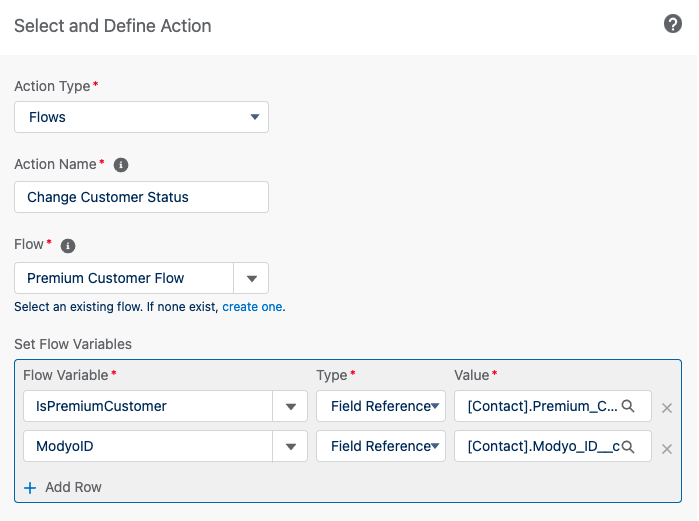 Select and Define Action
?
Action Type*
Flows
Action Name* i
Change Customer Status
Flow* i
Premium Customer Flow
Select an existing flow. If none exist, create one.
Set Flow Variables
Flow Variable* Type* Value*
IsPremiumCustomer Field Reference [Contact].Premium_C...
ModyoID Field Reference [Contact].Modyo_ID__c
+ Add Row